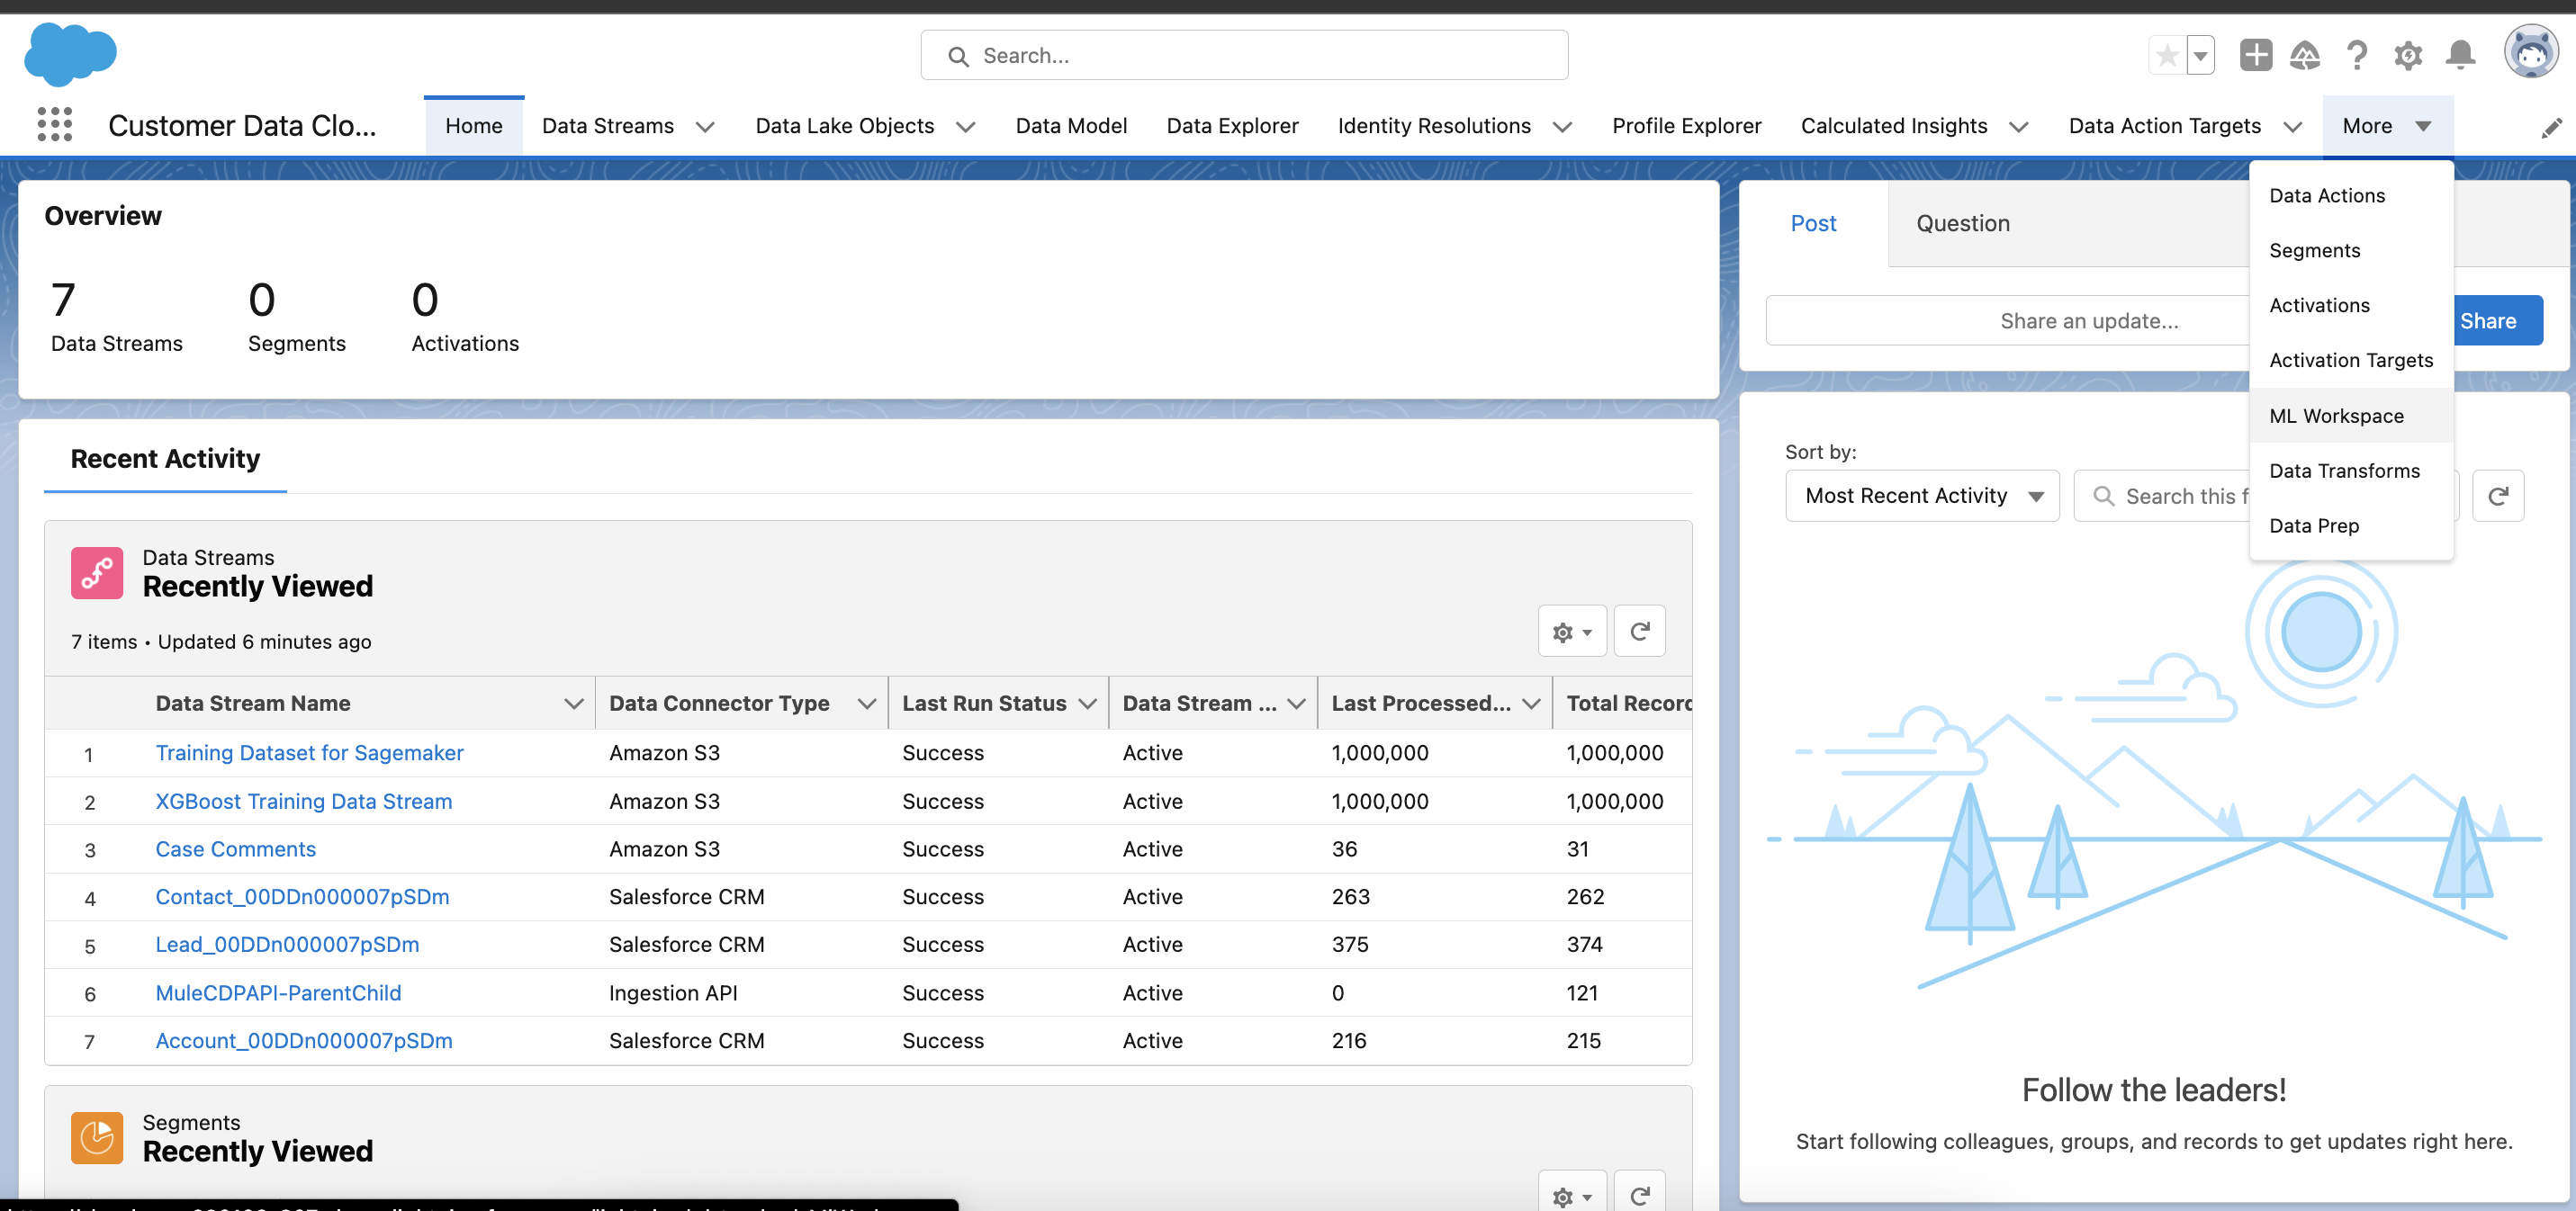 Search...
Customer Data Clo...
Home
Data Streams
Data Lake Objects
Data Model
Data Explorer
Identity Resolutions
Profile Explorer
Calculated Insights
Data Action Targets
More
Data Actions
Segments
Activations
Activation Targets
ML Workspace
Data Transforms
Data Prep
Overview
7 0 0
Data Streams Segments Activations
Recent Activity
Data Streams
Recently Viewed
7 items • Updated 6 minutes ago
Data Stream Name Data Connector Type Last Run Status Data Stream ... Last Processed... Total Record
1 Training Dataset for Sagemaker Amazon S3 Success Active 1,000,000 1,000,000
2 XGBoost Training Data Stream Amazon S3 Success Active 1,000,000 1,000,000
3 Case Comments Amazon S3 Success Active 36 31
4 Contact_00DDn000007pSDm Salesforce CRM Success Active 263 262
5 Lead_00DDn000007pSDm Salesforce CRM Success Active 375 374
6 MuleCDPAPI-ParentChild Ingestion API Success Active 0 121
7 Account_00DDn000007pSDm Salesforce CRM Success Active 216 215
Segments
Recently Viewed
Post
Question
Share an update...
Share
Sort by:
Most Recent Activity
Search this f
Follow the leaders!
Start following colleagues, groups, and records to get updates right here.